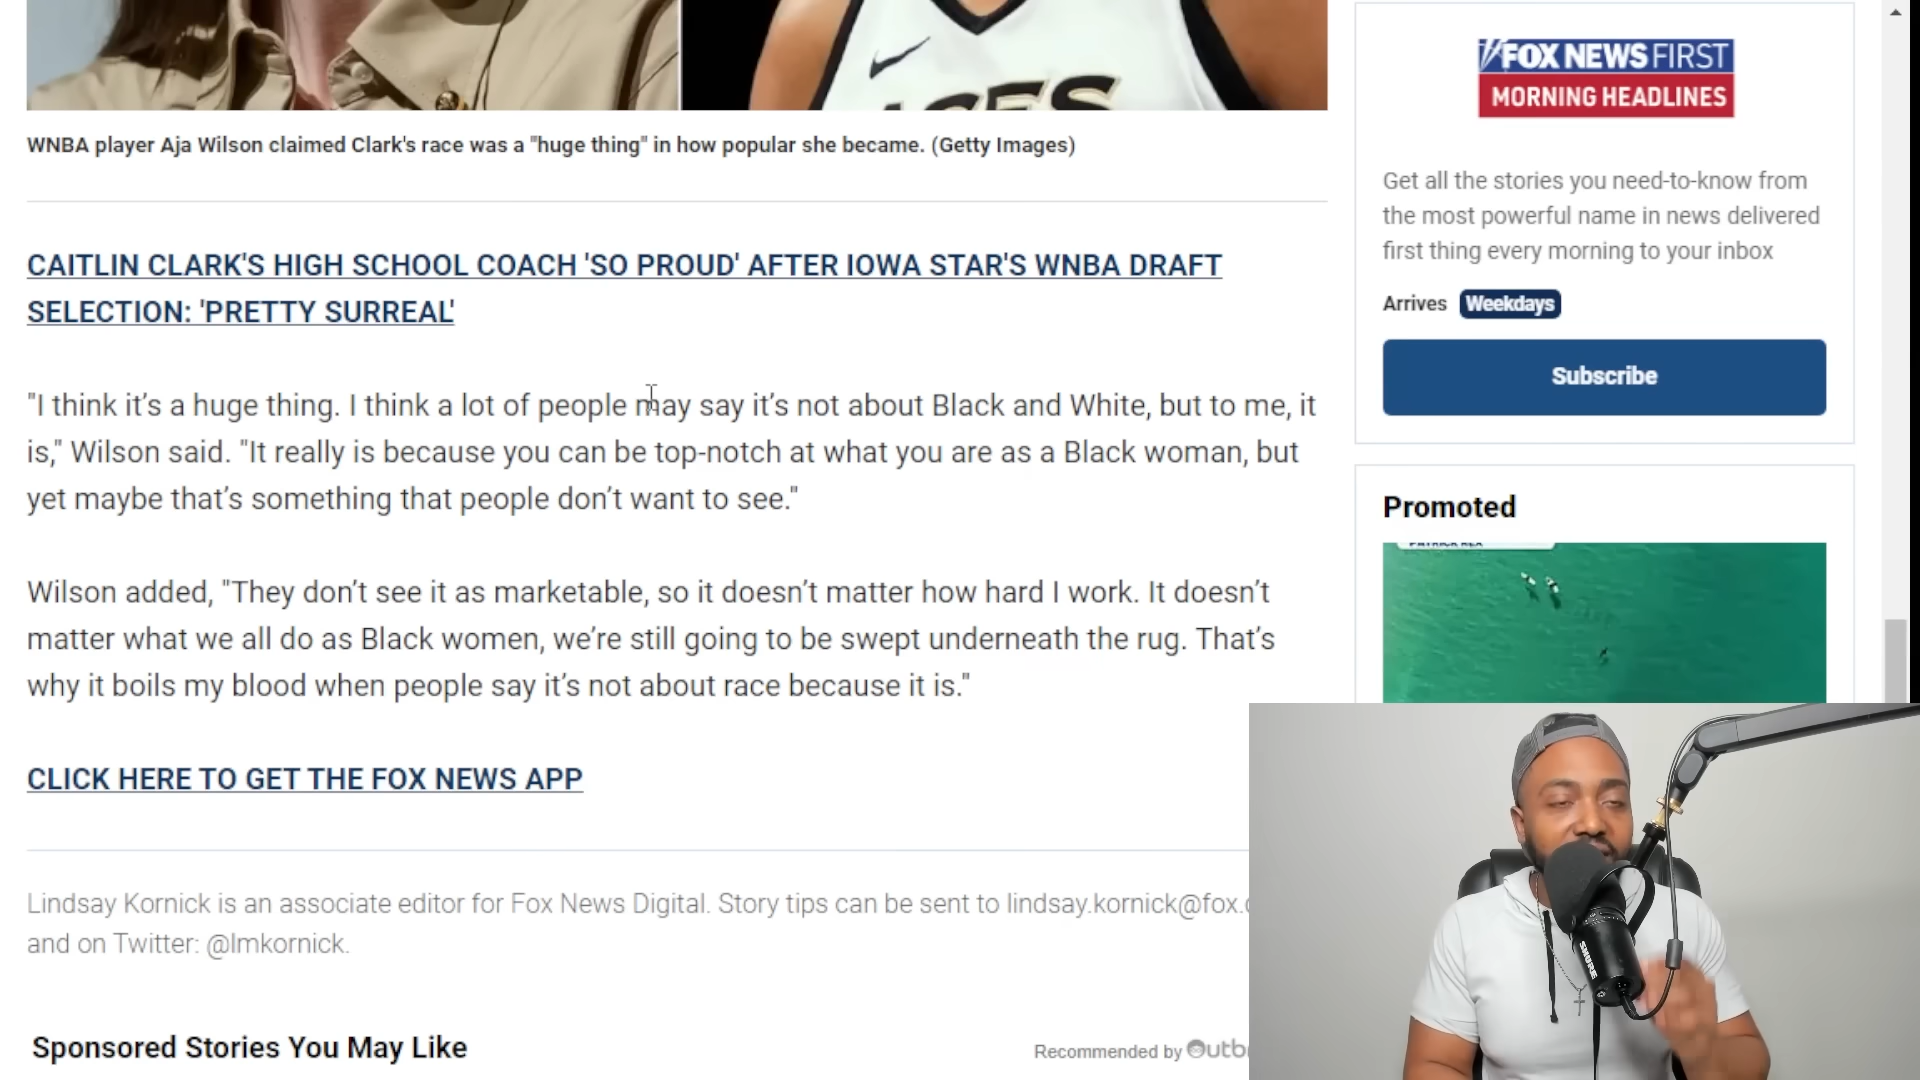 ACES
WNBA player Aja Wilson claimed Clark's race was a "huge thing" in how popular she became. (Getty Images)
CAITLIN CLARK'S HIGH SCHOOL COACH 'SO PROUD' AFTER IOWA STAR'S WNBA DRAFT
SELECTION: 'PRETTY SURREAL'
"I think it’s a huge thing. I think a lot of people may say it’s not about Black and White, but to me, it
is," Wilson said. "It really is because you can be top-notch at what you are as a Black woman, but
yet maybe that’s something that people don’t want to see."
Wilson added, "They don’t see it as marketable, so it doesn’t matter how hard I work. It doesn’t
matter what we all do as Black women, we’re still going to be swept underneath the rug. That’s
why it boils my blood when people say it’s not about race because it is."
CLICK HERE TO GET THE FOX NEWS APP
Lindsay Kornick is an associate editor for Fox News Digital. Story tips can be sent to lindsay.kornick@fox.
and on Twitter: @lmkornick.
Sponsored Stories You May Like
Recommended by Outb
FOX NEWS FIRST
MORNING HEADLINES
Get all the stories you need-to-know from
the most powerful name in news delivered
first thing every morning to your inbox
Arrives Weekdays
Subscribe
Promoted
SHURE